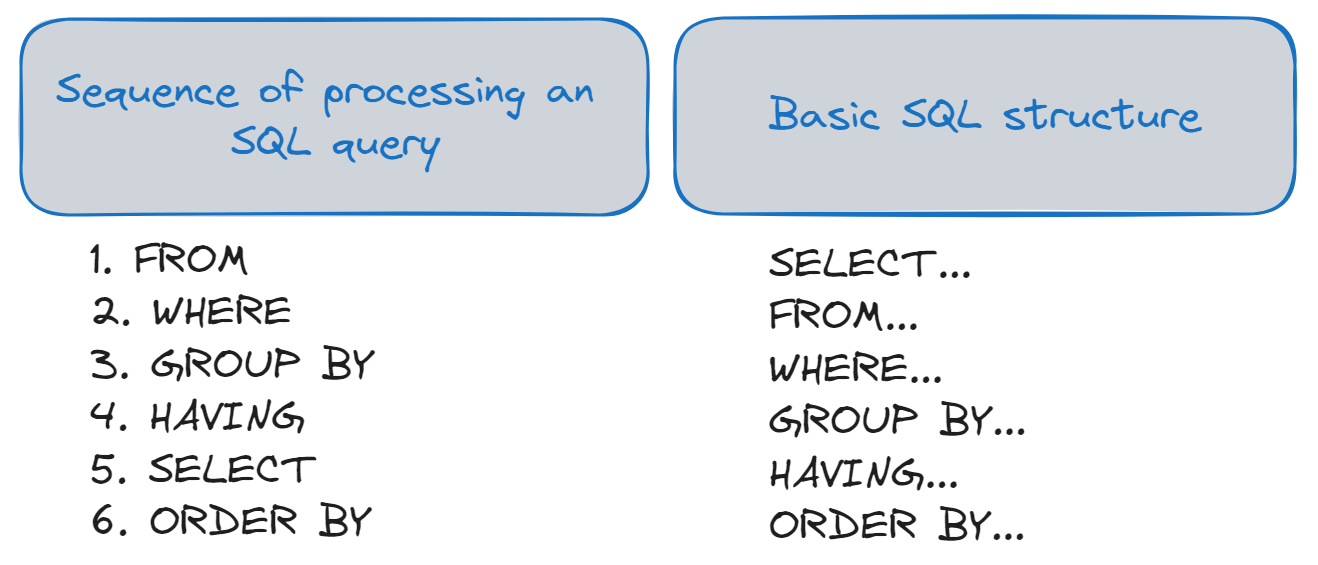 Sequence of processing an
SQL query
1. FROM
2. WHERE
3. GROUP BY
4. HAVING
5. SELECT
6. ORDER BY
Basic SQL structure
SELECT...
FROM...
WHERE...
GROUP BY...
HAVING...
ORDER BY...